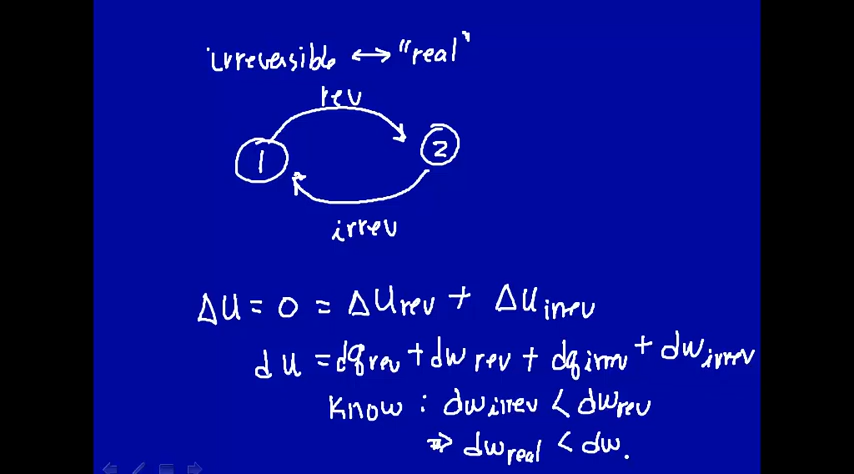 irreversible ↔ "real"
rev
1
2
irrev
ΔU = 0 = ΔUrev + ΔUirrev
dU = dqrev + dwrev + dqirrev + dwirrev
Know : dwirrev < dwrev
⇒ dwreal < dw.